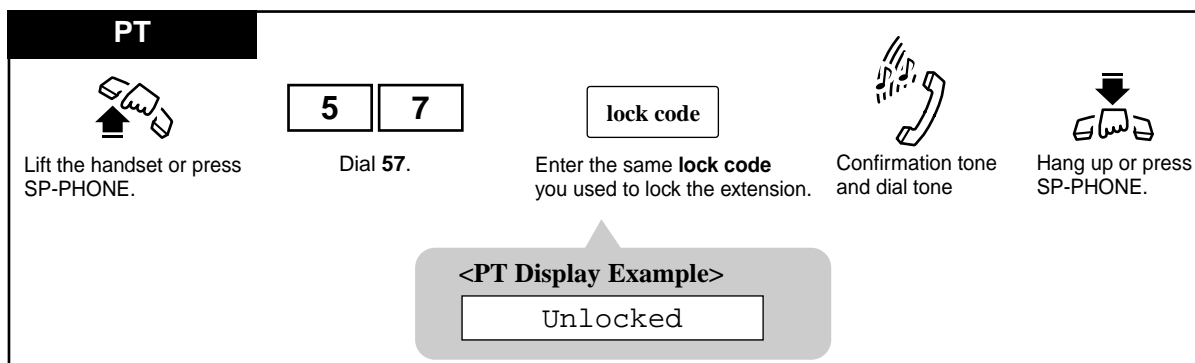 PT
5 7
lock code
Lift the handset or press
SP-PHONE.
Dial 57.
Enter the same lock code
you used to lock the extension.
Confirmation tone
and dial tone
Hang up or press
SP-PHONE.
<PT Display Example>
Unlocked